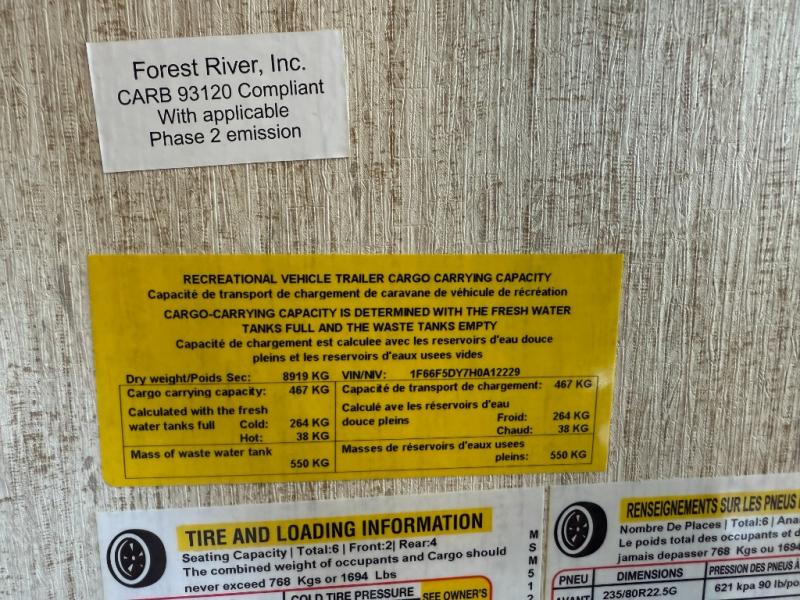 Forest River, Inc.
CARB 93120 Compliant
With applicable
Phase 2 emission
RECREATIONAL VEHICLE TRAILER CARGO CARRYING CAPACITY
Capacité de transport de chargement de caravane de véhicule de récréation
CARGO-CARRYING CAPACITY IS DETERMINED WITH THE FRESH WATER
TANKS FULL AND THE WASTE TANKS EMPTY
Capacité de chargement est calculee avec les reservoirs d'eau douce
pleins et les reservoirs d'eaux usees vides
Dry weight/Poids Sec: 8919 KG VIN/NIV: 1F66F5DY7H0A12229
Cargo carrying capacity: 467 KG
Calculated with the fresh
water tanks full Cold: 264 KG
Hot: 38 KG
Mass of waste water tank
550 KG
Capacité de transport de chargement: 467 KG
Calculé ave les réservoirs d'eau
douce pleins Froid: 264 KG
Chaud: 38 KG
Masses de réservoirs d'eaux usees
pleins: 550 KG
TIRE AND LOADING INFORMATION
Seating Capacity | Total:6 | Front:2| Rear:4
The combined weight of occupants and Cargo should
never exceed 768 Kgs or 1694 Lbs
COLD TIRE PRESSURE
SEE OWNER'S
MSM512
RENSEIGNEMENTS SUR LES PNEUS
Nombre De Places | Total:6 |
Le poids total des occupants et
jamais depasser 768 Kgs ou 1694
PNEU DIMENSIONS PRESSION DES PNEUS À
AVANT 235/80R22.5G 621 kpa 90 lb/po